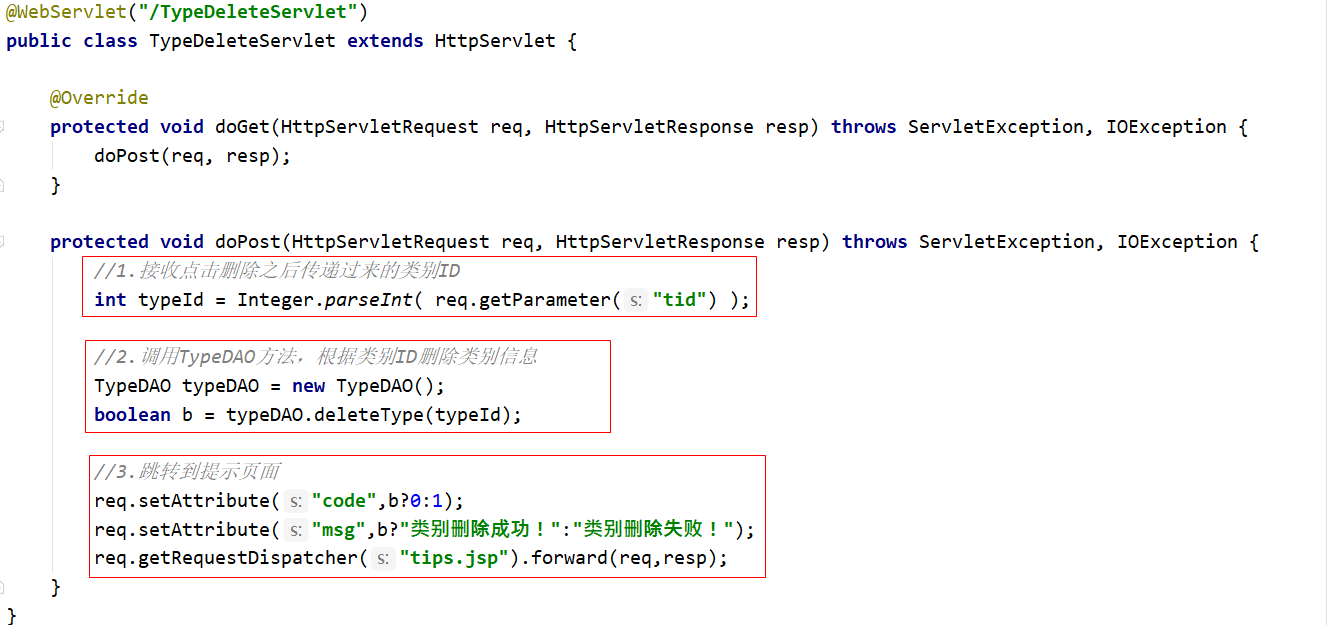 @WebServlet("/TypeDeleteServlet")
public class TypeDeleteServlet extends HttpServlet {
@Override
protected void doGet(HttpServletRequest req, HttpServletResponse resp) throws ServletException, IOException {
doPost(req, resp);
}
protected void doPost(HttpServletRequest req, HttpServletResponse resp) throws ServletException, IOException {
//1.接收点击删除之后传递过来的类别ID
int typeId = Integer.parseInt( req.getParameter( s: "tid") );
//2.调用TypeDAO方法，根据类别ID删除类别信息
TypeDAO typeDAO = new TypeDAO();
boolean b = typeDAO.deleteType(typeId);
//3.跳转到提示页面
req.setAttribute( s: "code",b?0:1);
req.setAttribute( s: "msg",b?"类别删除成功！":"类别删除失败！");
req.getRequestDispatcher( s: "tips.jsp").forward(req,resp);
}
}